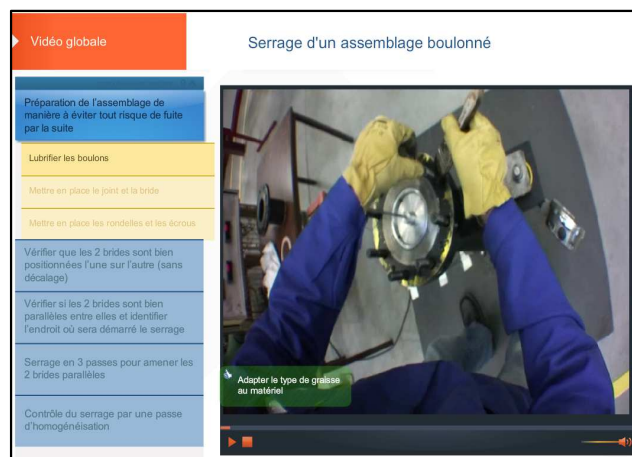 Vidéo globale
Serrage d'un assemblage boulonné
Préparation de l'assemblage de
manière à éviter tout risque de fuite
par la suite
Lubrifier les boulons
Mettre en place le joint et la bride
Mettre en place les rondelles et les écrous
Vérifier que les 2 brides sont bien
positionnées l'une sur l'autre (sans
décalage)
Vérifier si les 2 brides sont bien
parallèles entre elles et identifier
l'endroit où sera démarré le serrage
Serrage en 3 passes pour amener les
2 brides parallèles
Contrôle du serrage par une passe
d'homogénéisation
Adapter le type de graisse
au matériel